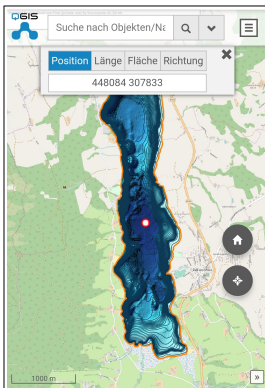 QGIS
Suche nach Objekten/Na
Position Länge Fläche Richtung
448084 307833
1000 m